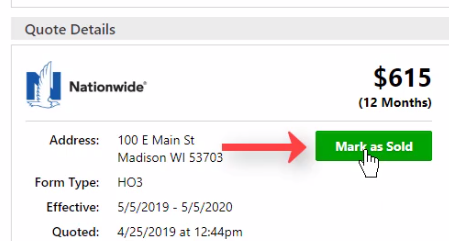 Quote Details
Nationwide®
$615
(12 Months)
Address: 100 E Main St
Madison WI 53703
Mark as Sold
Form Type: HO3
Effective: 5/5/2019 - 5/5/2020
Quoted: 4/25/2019 at 12:44pm